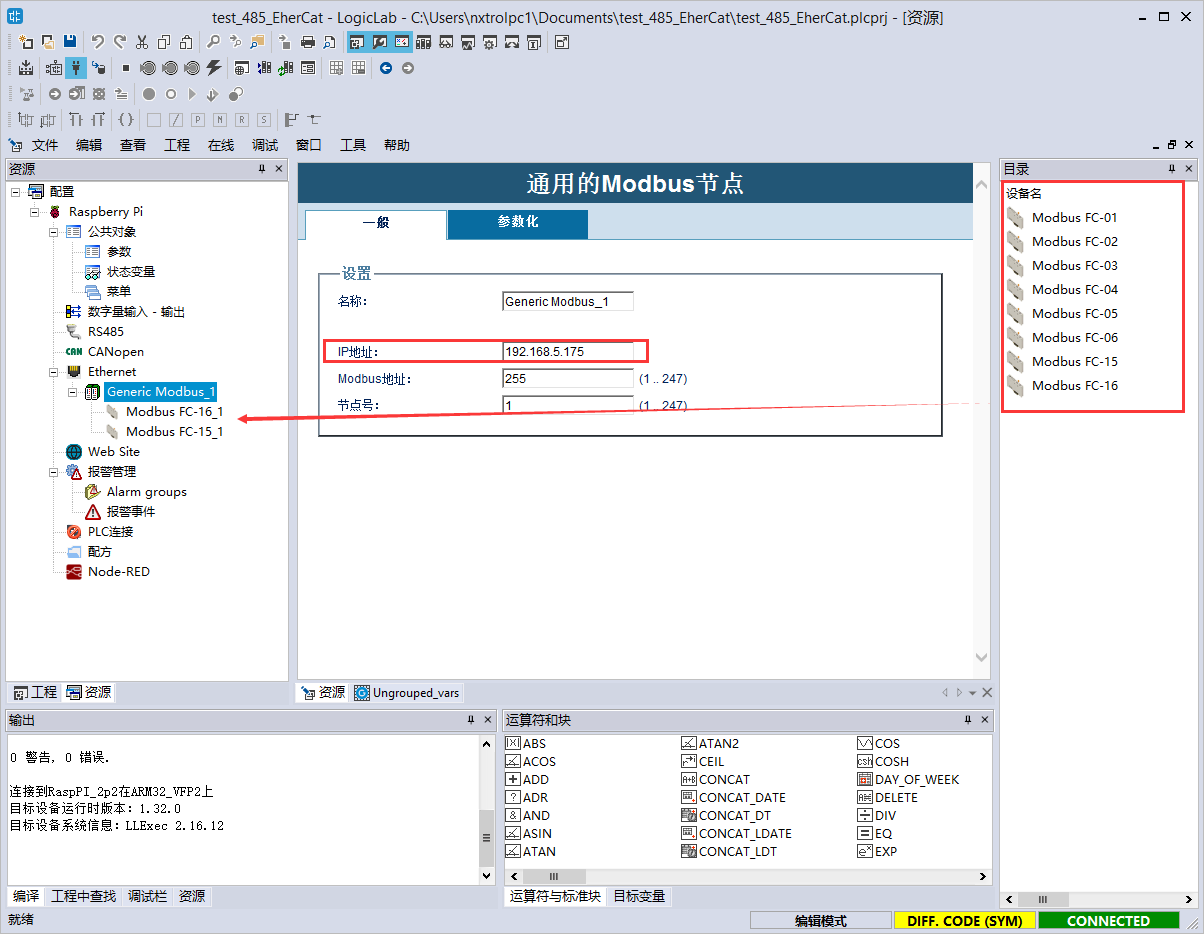 test_485_EherCat - LogicLab - C:\Users\nxtrolpc1\Documents\test_485_EherCat\test_485_EherCat.plcprj - [资源]
文件 编辑 查看 工程 在线 调试 窗口 工具 帮助
资源
配置
Raspberry Pi
公共对象
参数
状态变量
菜单
数字量输入 - 输出
RS485
CAN CANopen
Ethernet
Generic Modbus_1
Modbus FC-16_1
Modbus FC-15_1
Web Site
报警管理
Alarm groups
报警事件
PLC连接
配方
Node-RED
工程 资源
通用的Modbus节点
一般 参数化
设置
名称: Generic Modbus_1
IP地址: 192.168.5.175
Modbus地址: 255 (1 .. 247)
节点号: 1 (1 .. 247)
资源 Ungrouped_vars
目录
设备名
Modbus FC-01
Modbus FC-02
Modbus FC-03
Modbus FC-04
Modbus FC-05
Modbus FC-06
Modbus FC-15
Modbus FC-16
输出
0 警告, 0 错误.
连接到RaspPI_2p2在ARM32_VFP2上
目标设备运行时版本: 1.32.0
目标设备系统信息: LLExec 2.16.12
编译 工程中查找 调试栏 资源
运算符和块
ABS ATAN2 COS
ACOS CEIL COSH
ADD CONCAT DAY_OF_WEEK
ADR CONCAT_DATE DELETE
AND CONCAT_DT DIV
ASIN CONCAT_LDATE EQ
ATAN CONCAT_LDT EXP
运算符与标准块 目标变量
就绪 编辑模式 DIFF. CODE (SYM) CONNECTED